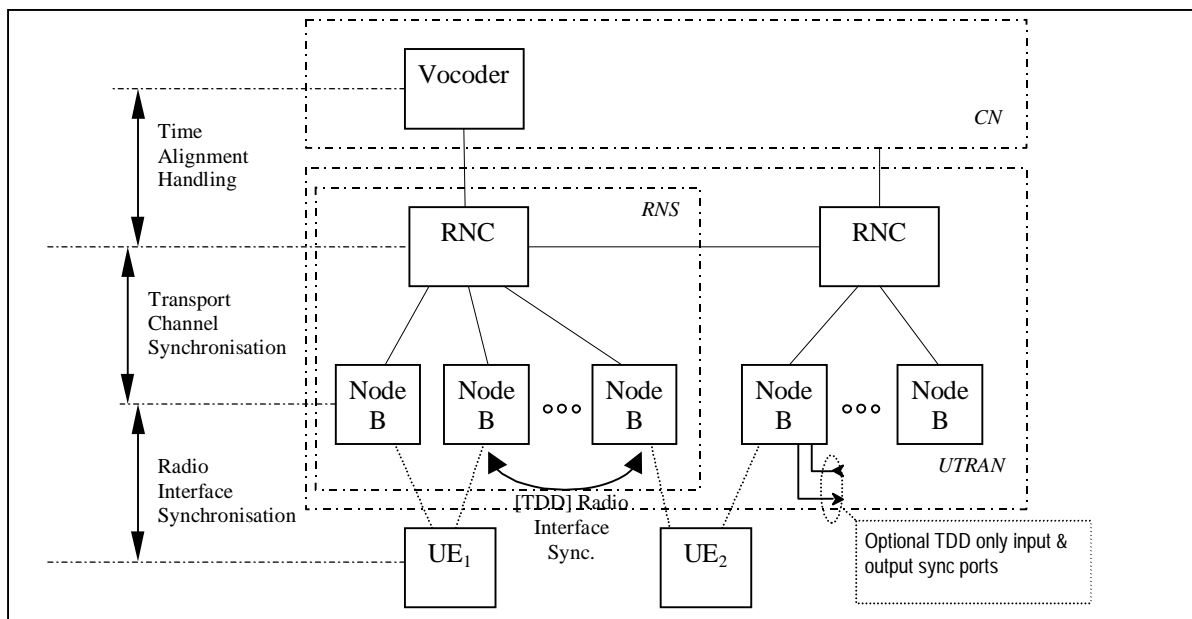 Vocoder
CN
Time
Alignment
Handling
RNS
RNC
RNC
Transport
Channel
Synchronisation
Node
B
Node
B
Node
B
Node
B
Node
B
UTRAN
Radio
Interface
Synchronisation
[TDD] Radio
Interface
Sync.
UE1
UE2
Optional TDD only input &
output sync ports